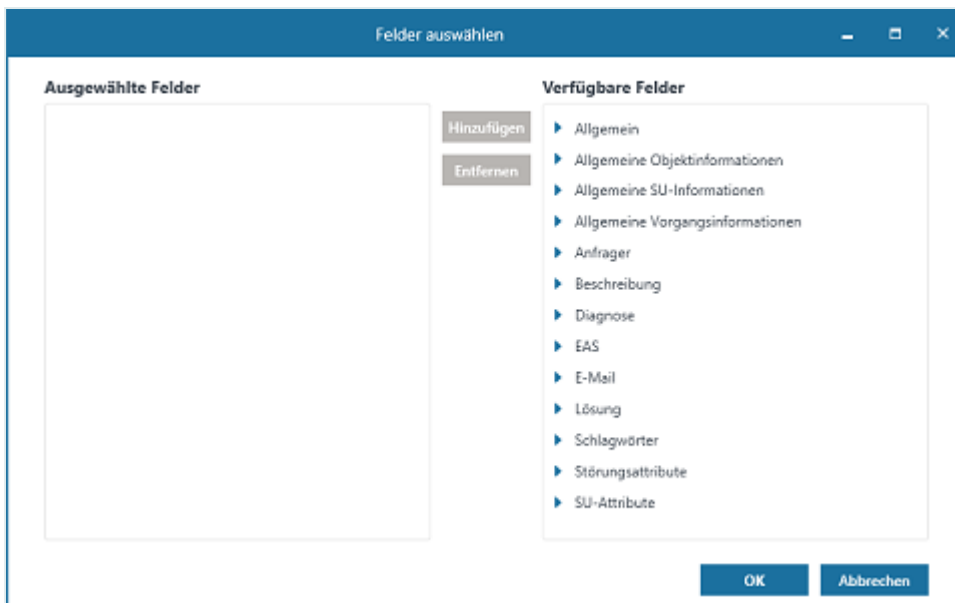 Felder auswählen
Ausgewählte Felder
Verfügbare Felder
Hinzufügen
Entfernen
Allgemein
Allgemeine Objektinformationen
Allgemeine SU-Informationen
Allgemeine Vorgangsinformationen
Anfrager
Beschreibung
Diagnose
EAS
E-Mail
Lösung
Schlagwörter
Störungsattribute
SU-Attribute
OK
Abbrechen